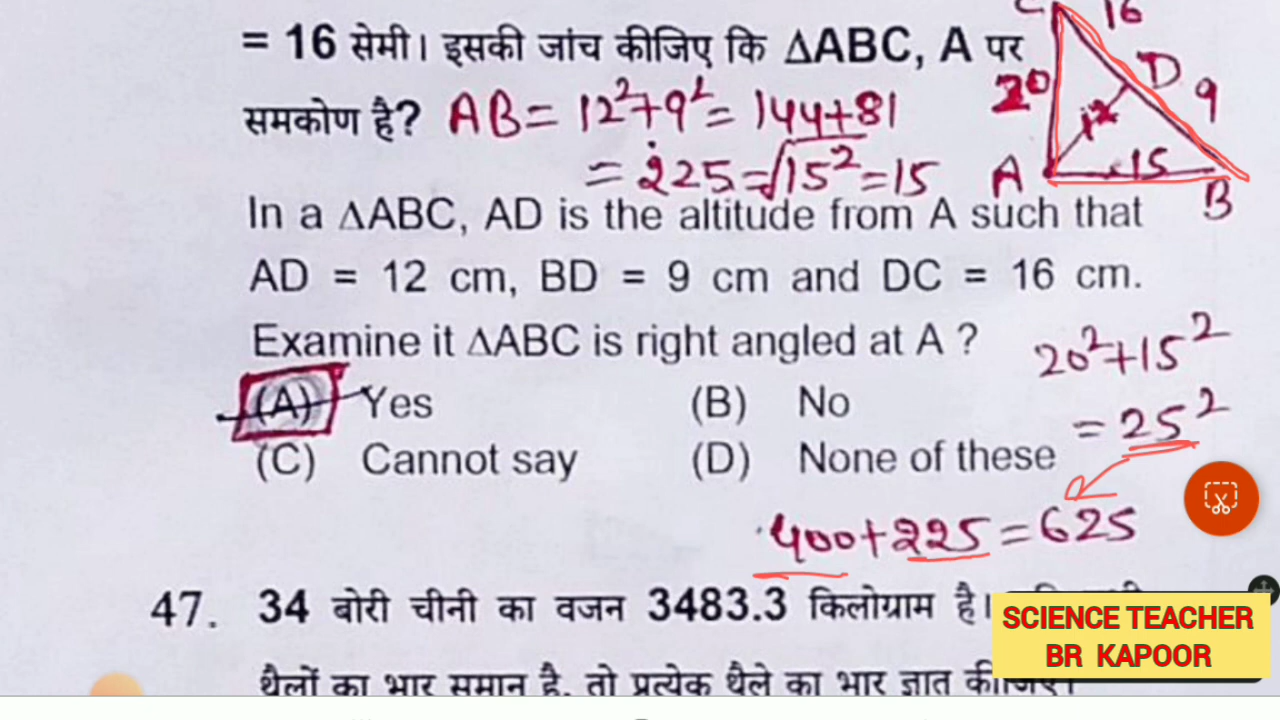 = 16 सेमी। इसकी जांच कीजिए कि ΔABC, A पर
समकोण है?
AB = 12²+9² = 144+81
= 225 = √15² = 15
C 16
20 D 9
12
A 15 B
In a ΔABC, AD is the altitude from A such that
AD = 12 cm, BD = 9 cm and DC = 16 cm.
Examine it ΔABC is right angled at A ?
20²+15²
= 25²
(A) Yes (B) No
(C) Cannot say (D) None of these
400+225=625
47. 34 बोरी चीनी का वजन 3483.3 किलोग्राम है।
थैलों का भार समान है, तो प्रत्येक थैले का भार ज्ञात कीजिए।
SCIENCE TEACHER
BR KAPOOR